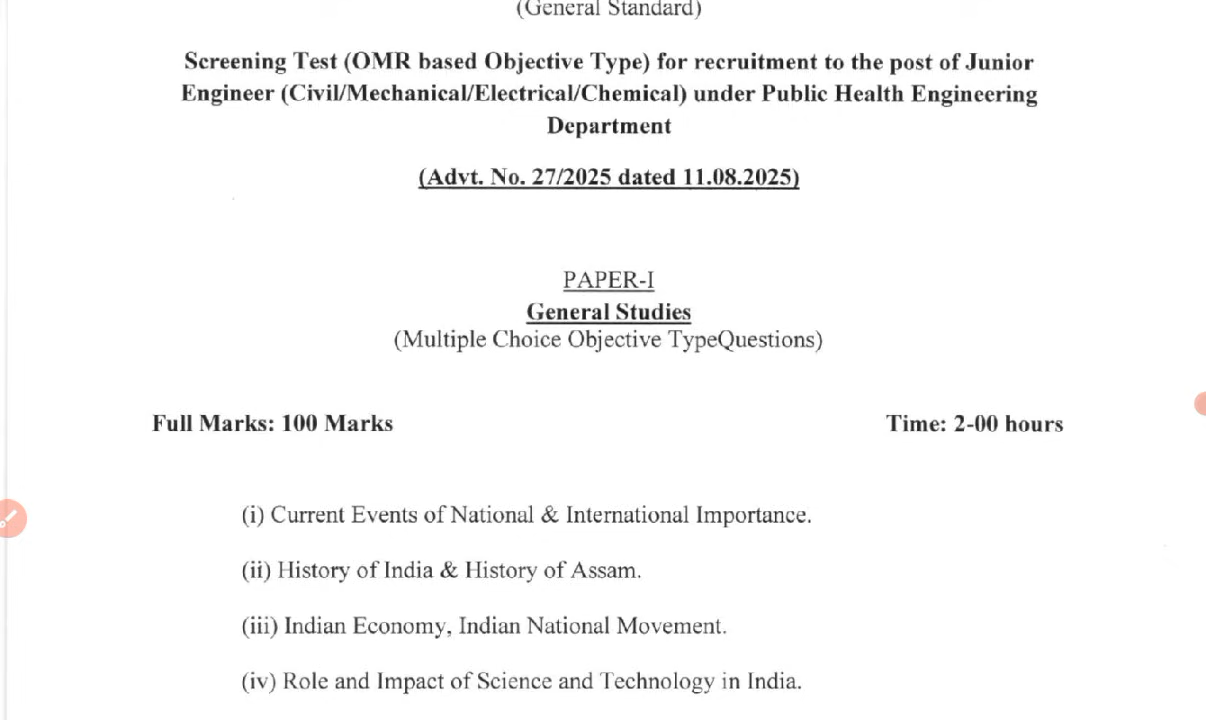 (General Standard)
Screening Test (OMR based Objective Type) for recruitment to the post of Junior
Engineer (Civil/Mechanical/Electrical/Chemical) under Public Health Engineering
Department
(Advt. No. 27/2025 dated 11.08.2025)
PAPER-I
General Studies
(Multiple Choice Objective TypeQuestions)
Full Marks: 100 Marks Time: 2-00 hours
(i) Current Events of National & International Importance.
(ii) History of India & History of Assam.
(iii) Indian Economy, Indian National Movement.
(iv) Role and Impact of Science and Technology in India.